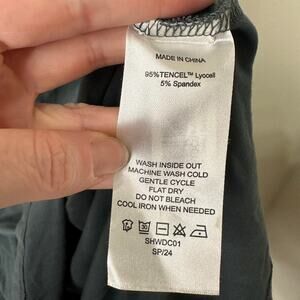 MADE IN CHINA
95%TENCEL™ Lyocell
5% Spandex
WASH INSIDE OUT
MACHINE WASH COLD
GENTLE CYCLE
FLAT DRY
DO NOT BLEACH
COOL IRON WHEN NEEDED
30
SHWDC01
SP/24